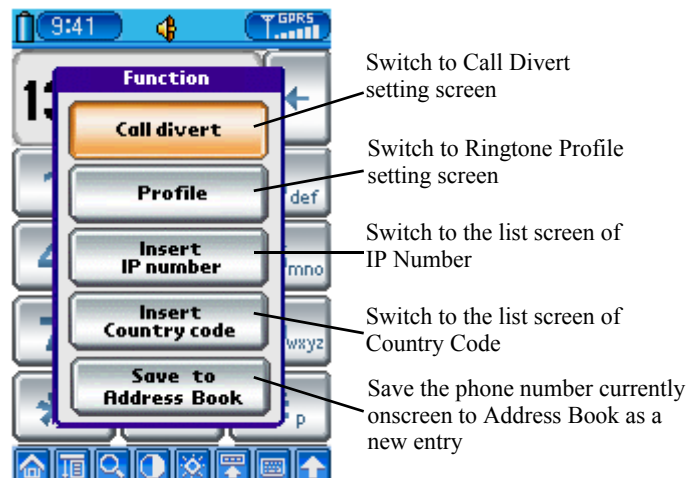 9:41
GPRS
Function
Call divert
Profile
Insert
IP number
Insert
Country code
Save to
Address Book
def
mno
wxyz
p
Switch to Call Divert
setting screen
Switch to Ringtone Profile
setting screen
Switch to the list screen of
IP Number
Switch to the list screen of
Country Code
Save the phone number currently
onscreen to Address Book as a
new entry